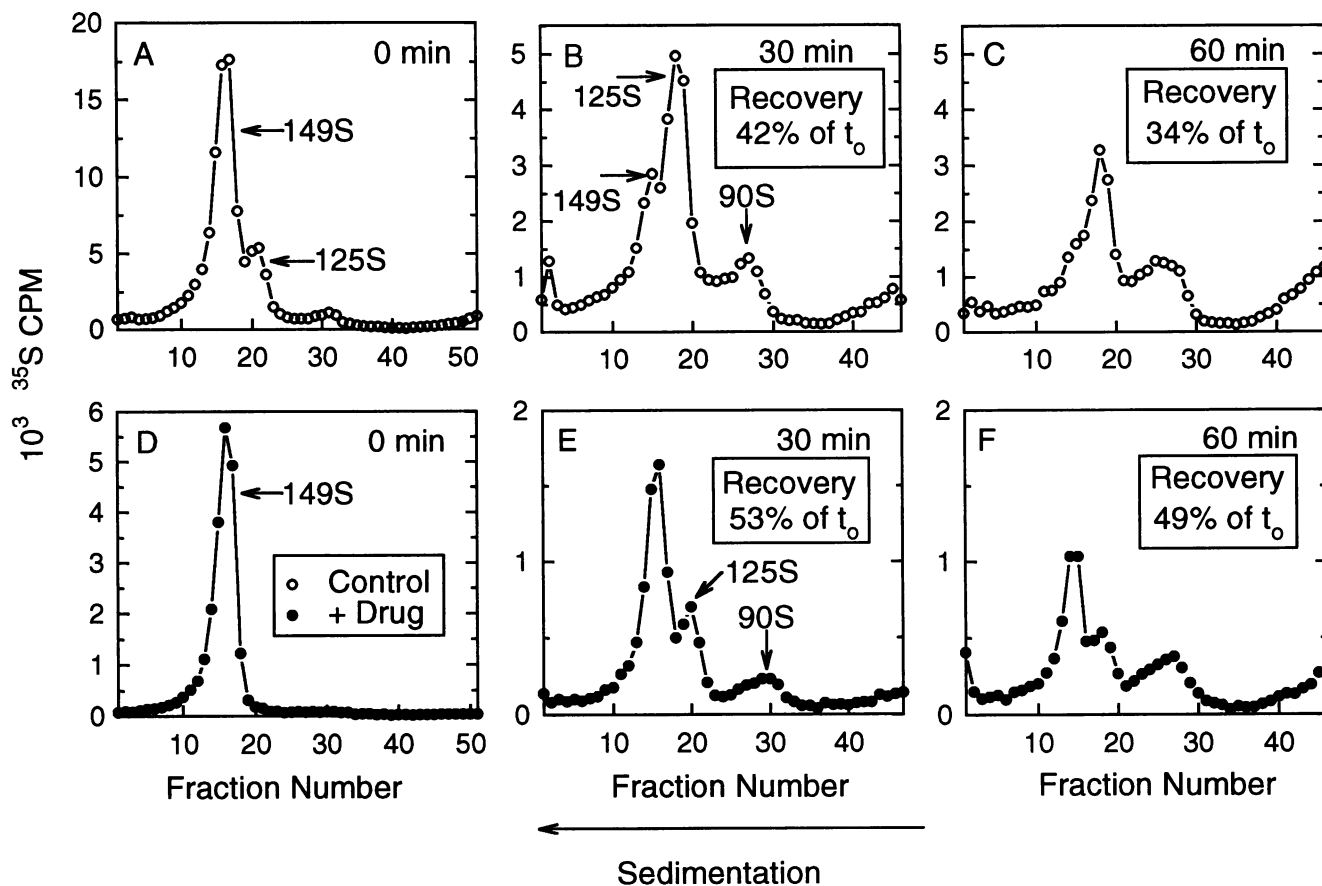 10³ ³⁵S CPM
A
0 min
149S
125S
20
15
10
5
0
10 20 30 40 50
B
30 min
Recovery
42% of tₒ
125S
149S
90S
5
4
3
2
1
0
10 20 30 40
C
60 min
Recovery
34% of tₒ
5
4
3
2
1
0
10 20 30 40
D
0 min
149S
Control
+ Drug
6
5
4
3
2
1
0
10 20 30 40 50
Fraction Number
E
30 min
Recovery
53% of tₒ
125S
90S
2
1
0
10 20 30 40
Fraction Number
F
60 min
Recovery
49% of tₒ
2
1
0
10 20 30 40
Fraction Number
Sedimentation